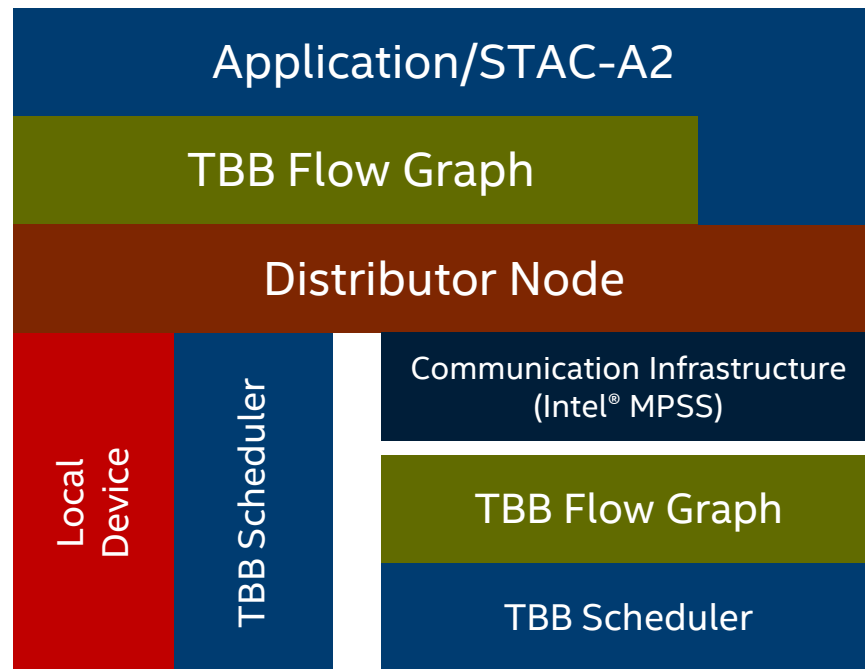 Application/STAC-A2
TBB Flow Graph
Distributor Node
Local
Device
TBB Scheduler
Communication Infrastructure
(Intel® MPSS)
TBB Flow Graph
TBB Scheduler